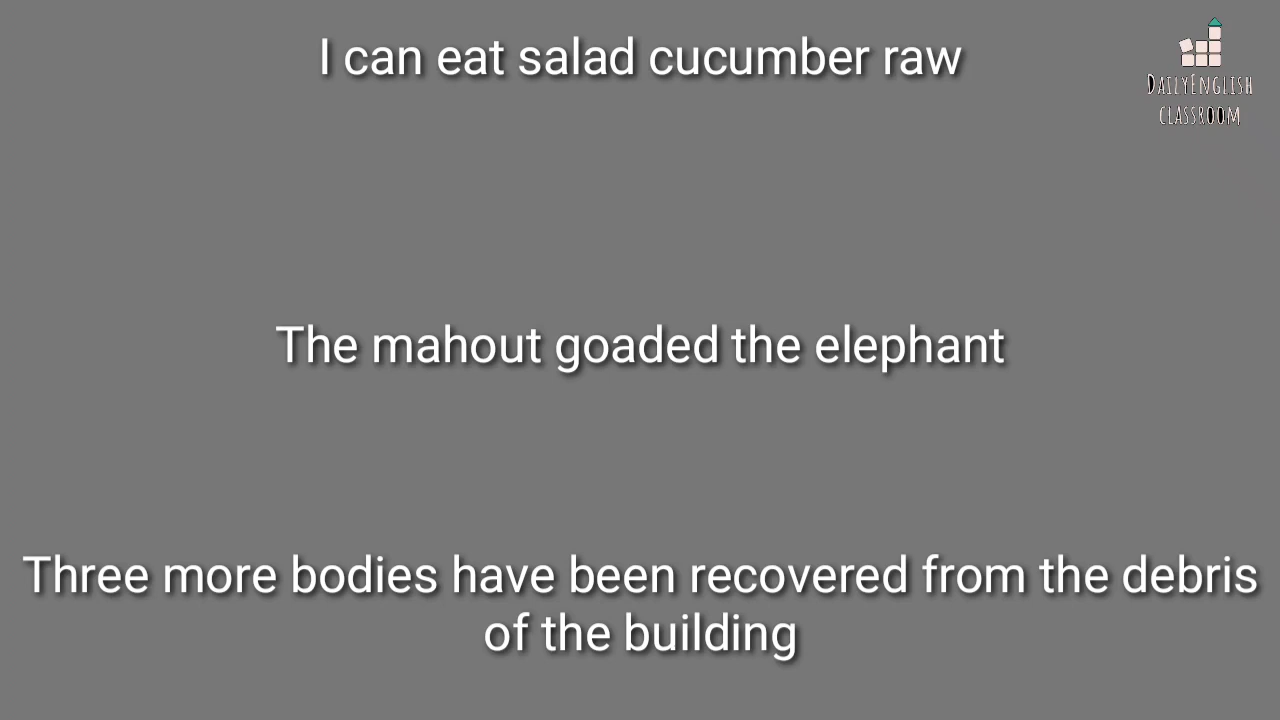 I can eat salad cucumber raw
DAILYENGLISH
CLASSROOM
The mahout goaded the elephant
Three more bodies have been recovered from the debris
of the building